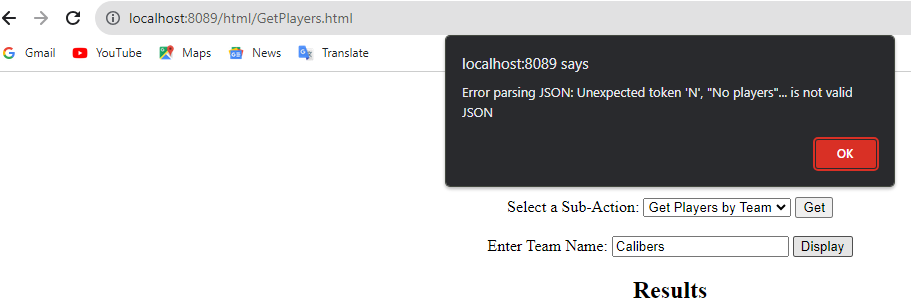 localhost:8089/html/GetPlayers.html
Gmail YouTube Maps News Translate
localhost:8089 says
Error parsing JSON: Unexpected token 'N', "No players"... is not valid
JSON
OK
Select a Sub-Action: Get Players by Team Get
Enter Team Name: Calibers Display
Results